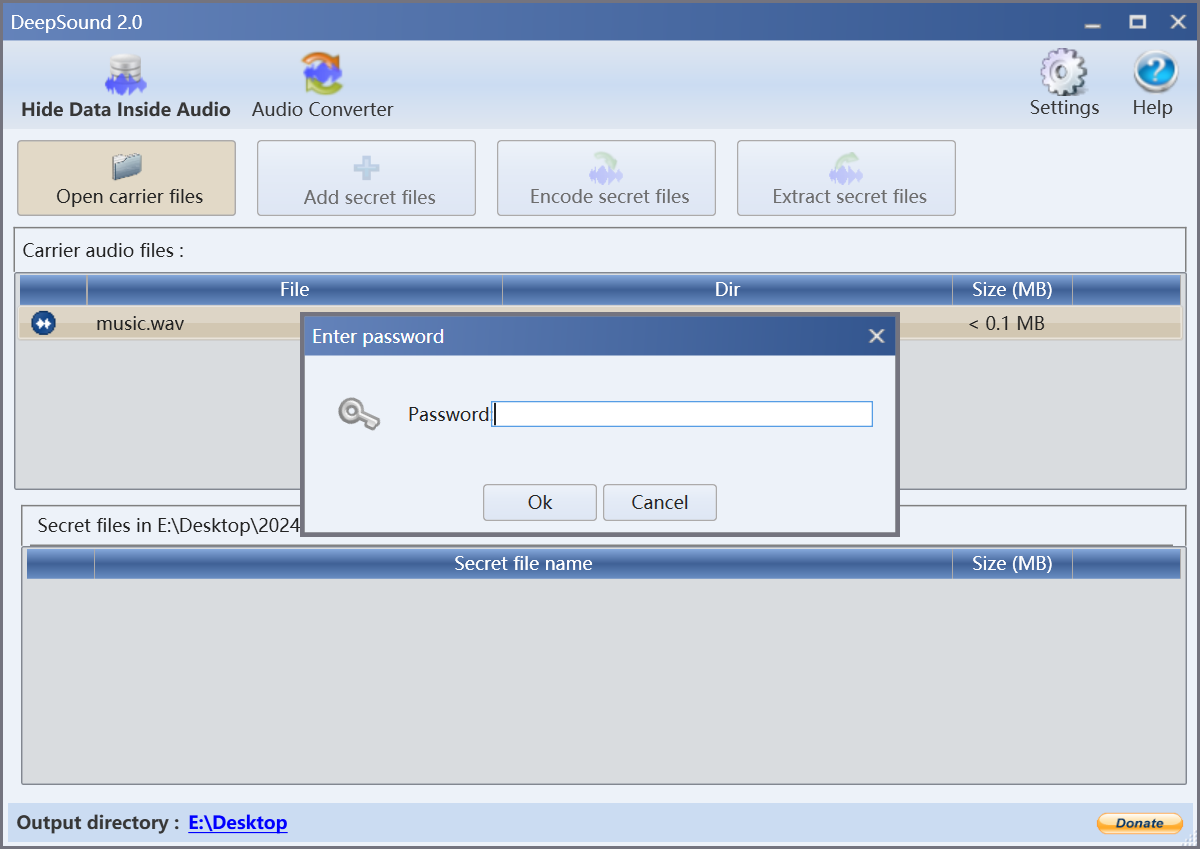 DeepSound 2.0
Hide Data Inside Audio
Audio Converter
Settings
Help
Open carrier files
Add secret files
Encode secret files
Extract secret files
Carrier audio files :
File
Dir
Size (MB)
music.wav
< 0.1 MB
Enter password
Password:
Ok
Cancel
Secret files in E:\Desktop\2024
Secret file name
Size (MB)
Output directory : E:\Desktop
Donate